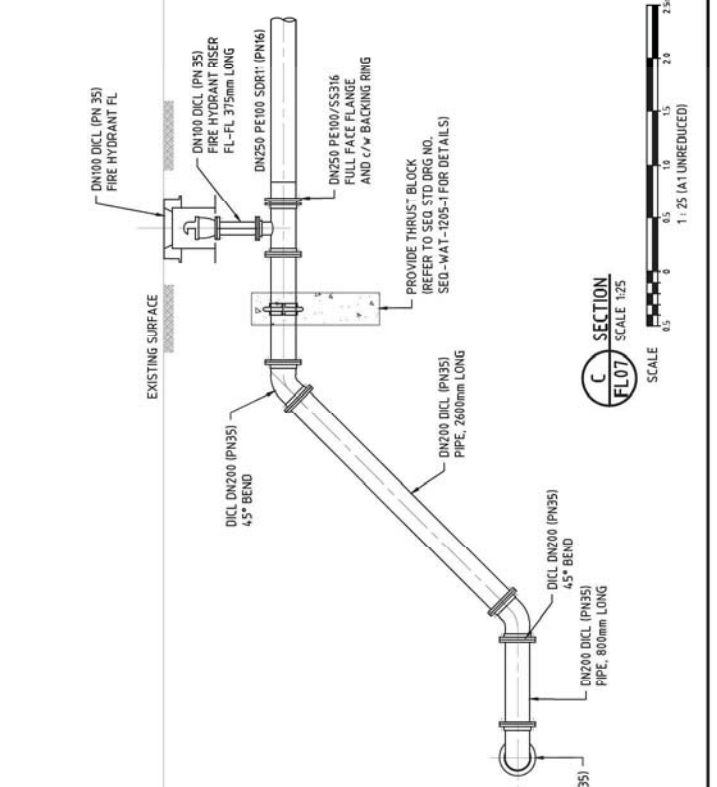 DN100 DICL (PN 35)
FIRE HYDRANT FL
DN100 DICL (PN 35)
FIRE HYDRANT RISER
FL-FL 375mm LONG
DN250 PE100 SDR11 (PN16)
DN250 PE100/SS316
FULL FACE FLANGE
AND c/w BACKING RING
EXISTING SURFACE
PROVIDE THRUST BLOCK
(REFER TO SEQ STD DRG NO.
SEQ-WAT-1205-1 FOR DETAILS)
DICL DN200 (PN35)
45° BEND
DN200 DICL (PN35)
PIPE, 2600mm LONG
DICL DN200 (PN35)
45° BEND
DN200 DICL (PN35)
PIPE, 800mm LONG
35)
C
FL07
SECTION
SCALE 1:25
SCALE
0.5 0 0.5 10 15 2.0 2.5
1 : 25 (A1 UNREDUCED)